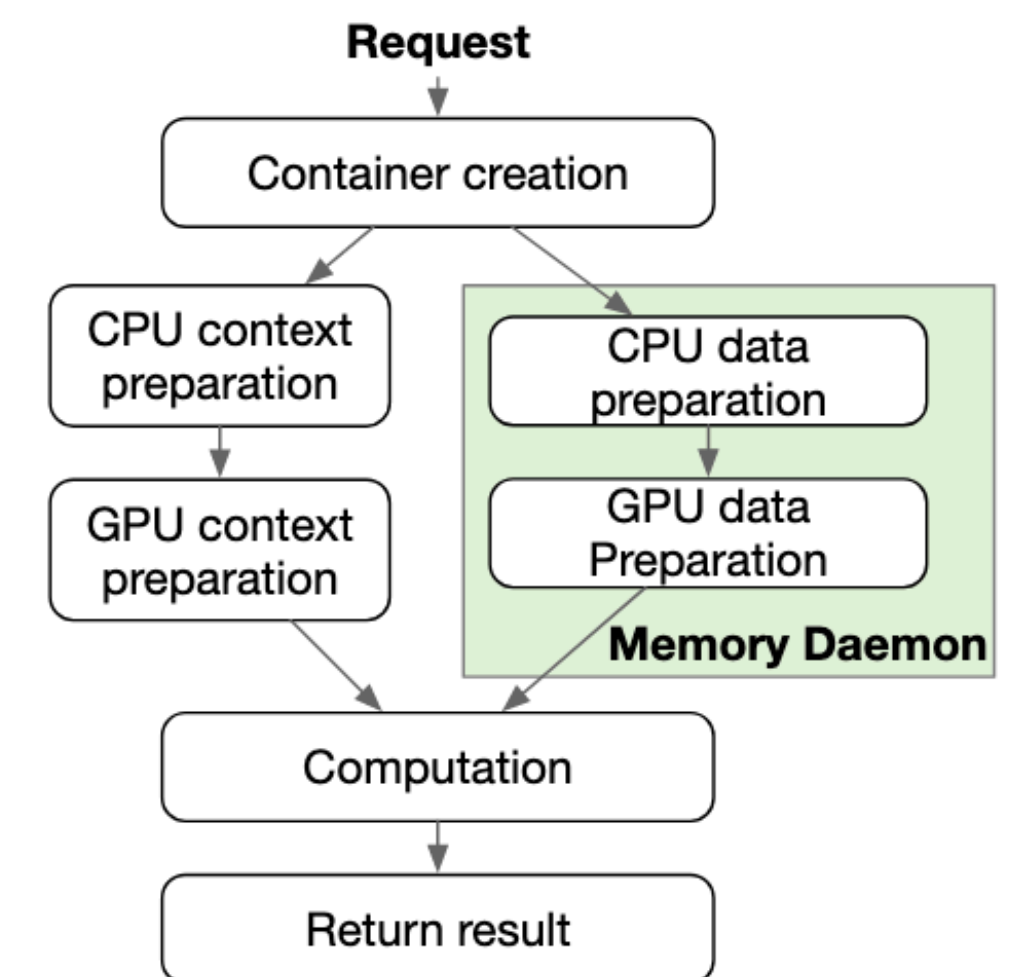 Request
Container creation
CPU context
preparation
CPU data
preparation
GPU context
preparation
GPU data
Preparation
Memory Daemon
Computation
Return result